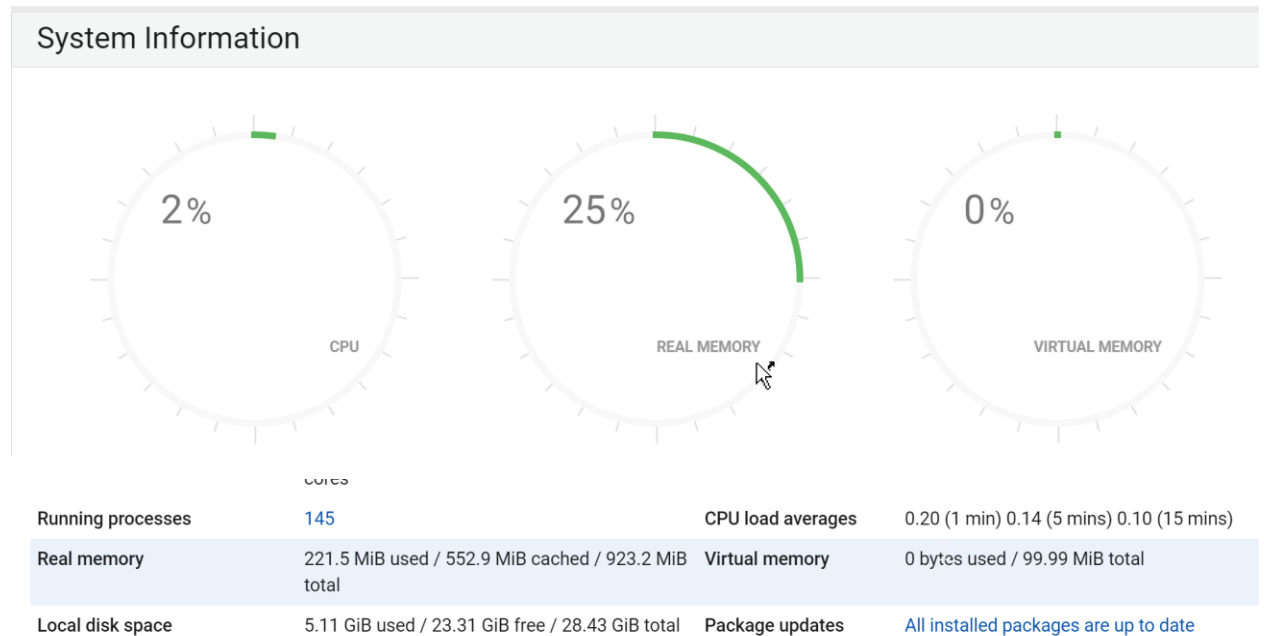 System Information
2%
25%
0%
CPU
REAL MEMORY
VIRTUAL MEMORY
cores
Running processes 145 CPU load averages 0.20 (1 min) 0.14 (5 mins) 0.10 (15 mins)
Real memory 221.5 MiB used / 552.9 MiB cached / 923.2 MiB Virtual memory 0 bytes used / 99.99 MiB total
total
Local disk space 5.11 GiB used / 23.31 GiB free / 28.43 GiB total Package updates All installed packages are up to date